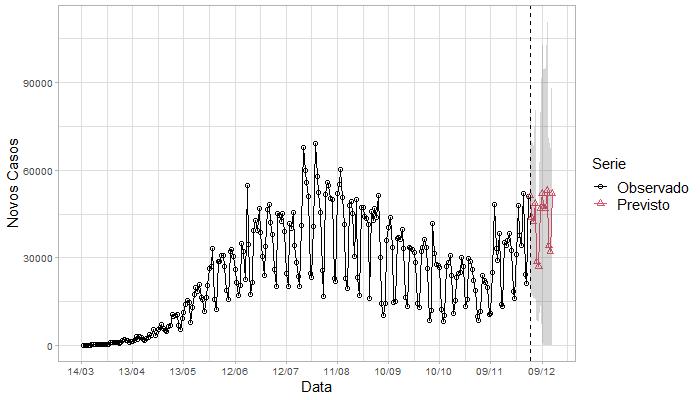 Novos Casos
90000
60000
30000
0
14/03 13/04 13/05 12/06 12/07 11/08 10/09 10/10 09/11 09/12
Data
Serie
Observado
Previsto